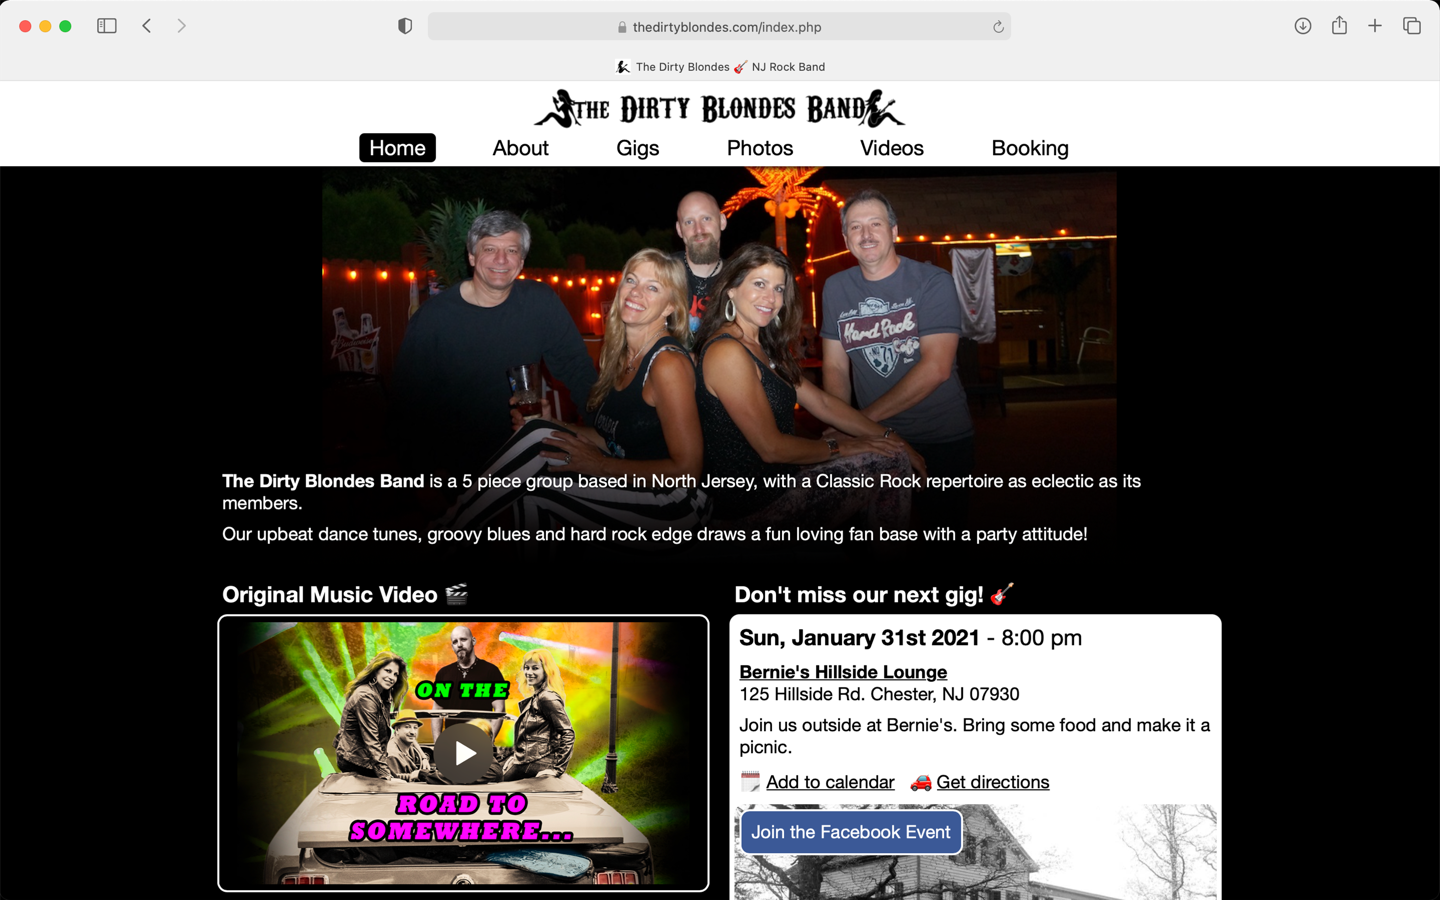 thedirtyblondes.com/index.php
The Dirty Blondes 🎸 NJ Rock Band
THE DIRTY BLONDES BAND
Home About Gigs Photos Videos Booking
Hard Rock
Cafe
The Dirty Blondes Band is a 5 piece group based in North Jersey, with a Classic Rock repertoire as eclectic as its
members.
Our upbeat dance tunes, groovy blues and hard rock edge draws a fun loving fan base with a party attitude!
Original Music Video 🎬
ON THE
ROAD TO
SOMEWHERE...
Don't miss our next gig! 🎸
Sun, January 31st 2021 - 8:00 pm
Bernie's Hillside Lounge
125 Hillside Rd. Chester, NJ 07930
Join us outside at Bernie's. Bring some food and make it a
picnic.
🗓 Add to calendar 🚗 Get directions
Join the Facebook Event